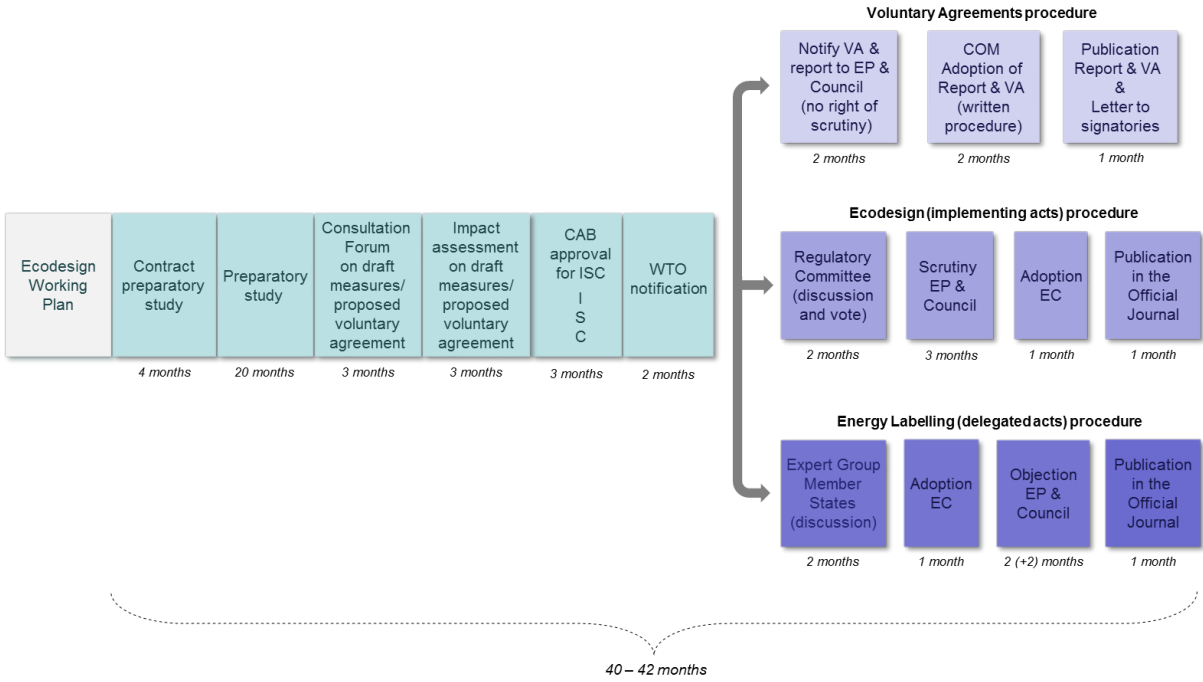 Voluntary Agreements procedure
Notify VA &
report to EP &
Council
(no right of
scrutiny)
2 months
COM
Adoption of
Report & VA
(written
procedure)
2 months
Publication
Report & VA
&
Letter to
signatories
1 month
Ecodesign
Working
Plan
Contract
preparatory
study
4 months
Preparatory
study
20 months
Consultation
Forum
on draft
measures/
proposed
voluntary
agreement
3 months
Impact
assessment
on draft
measures/
proposed
voluntary
agreement
3 months
CAB
approval
for ISC
I
S
C
3 months
WTO
notification
2 months
Ecodesign (implementing acts) procedure
Regulatory
Committee
(discussion
and vote)
2 months
Scrutiny
EP &
Council
3 months
Adoption
EC
1 month
Publication
in the
Official
Journal
1 month
Energy Labelling (delegated acts) procedure
Expert Group
Member
States
(discussion)
2 months
Adoption
EC
1 month
Objection
EP &
Council
2 (+2) months
Publication
in the
Official
Journal
1 month
40 – 42 months